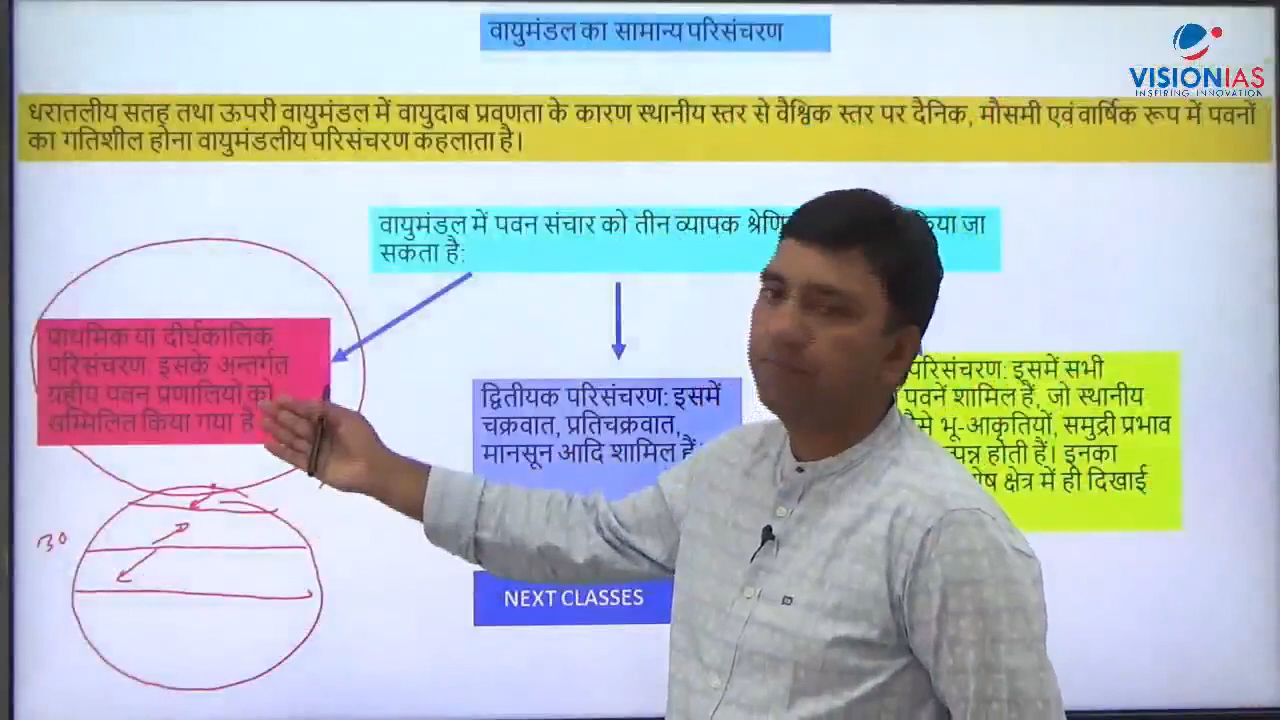 वायुमंडल का सामान्य परिसंचरण
VISIONIAS
INSPIRING INNOVATION
धरातलीय सतह तथा ऊपरी वायुमंडल में वायुदाब प्रवणता के कारण स्थानीय स्तर से वैश्विक स्तर पर दैनिक, मौसमी एवं वार्षिक रूप में पवनों
का गतिशील होना वायुमंडलीय परिसंचरण कहलाता है।
वायुमंडल में पवन संचार को तीन व्यापक किया जा
सकता है:
प्राथमिक या दीर्घकालिक
परिसंचरण: इसके अन्तर्गत
ग्रहीय पवन प्रणालियों को
सम्मिलित किया गया है
द्वितीयक परिसंचरण: इसमें
चक्रवात, प्रतिचक्रवात,
मानसून आदि शामिल हैं
परिसंचरण: इसमें सभी
पवनें शामिल हैं, जो स्थानीय
भू-आकृतियों, समुद्री प्रभाव
होती हैं। इनका
क्षेत्र में ही दिखाई
30
NEXT CLASSES